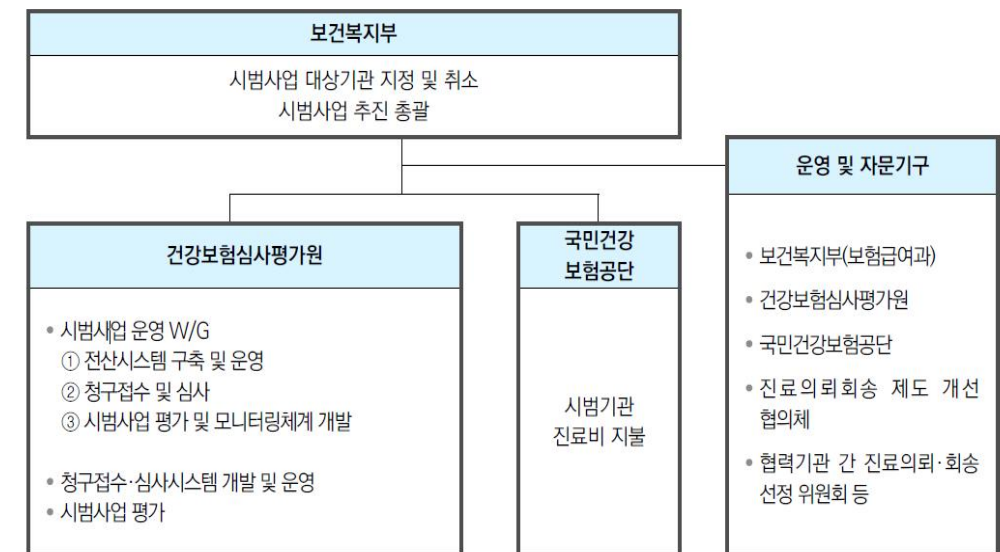 보건복지부
시범사업 대상기관 지정 및 취소
시범사업 추진 총괄
건강보험심사평가원
• 시범사업 운영 W/G
① 전산시스템 구축 및 운영
② 청구접수 및 심사
③ 시범사업 평가 및 모니터링체계 개발
• 청구접수·심사시스템 개발 및 운영
• 시범사업 평가
국민건강
보험공단
시범기관
진료비 지불
운영 및 자문기구
• 보건복지부(보험급여과)
• 건강보험심사평가원
• 국민건강보험공단
• 진료의뢰회송 제도 개선
협의체
• 협력기관 간 진료의뢰·회송
선정 위원회 등